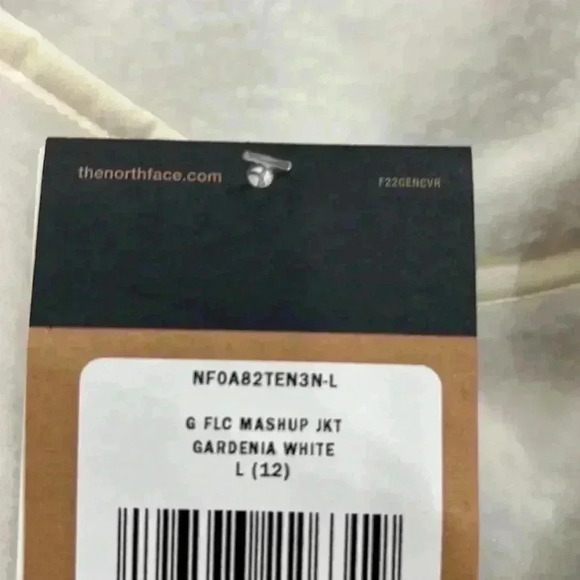 thenorthface.com
F22GENCVR
NF0A82TEN3N-L
G FLC MASHUP JKT
GARDENIA WHITE
L (12)